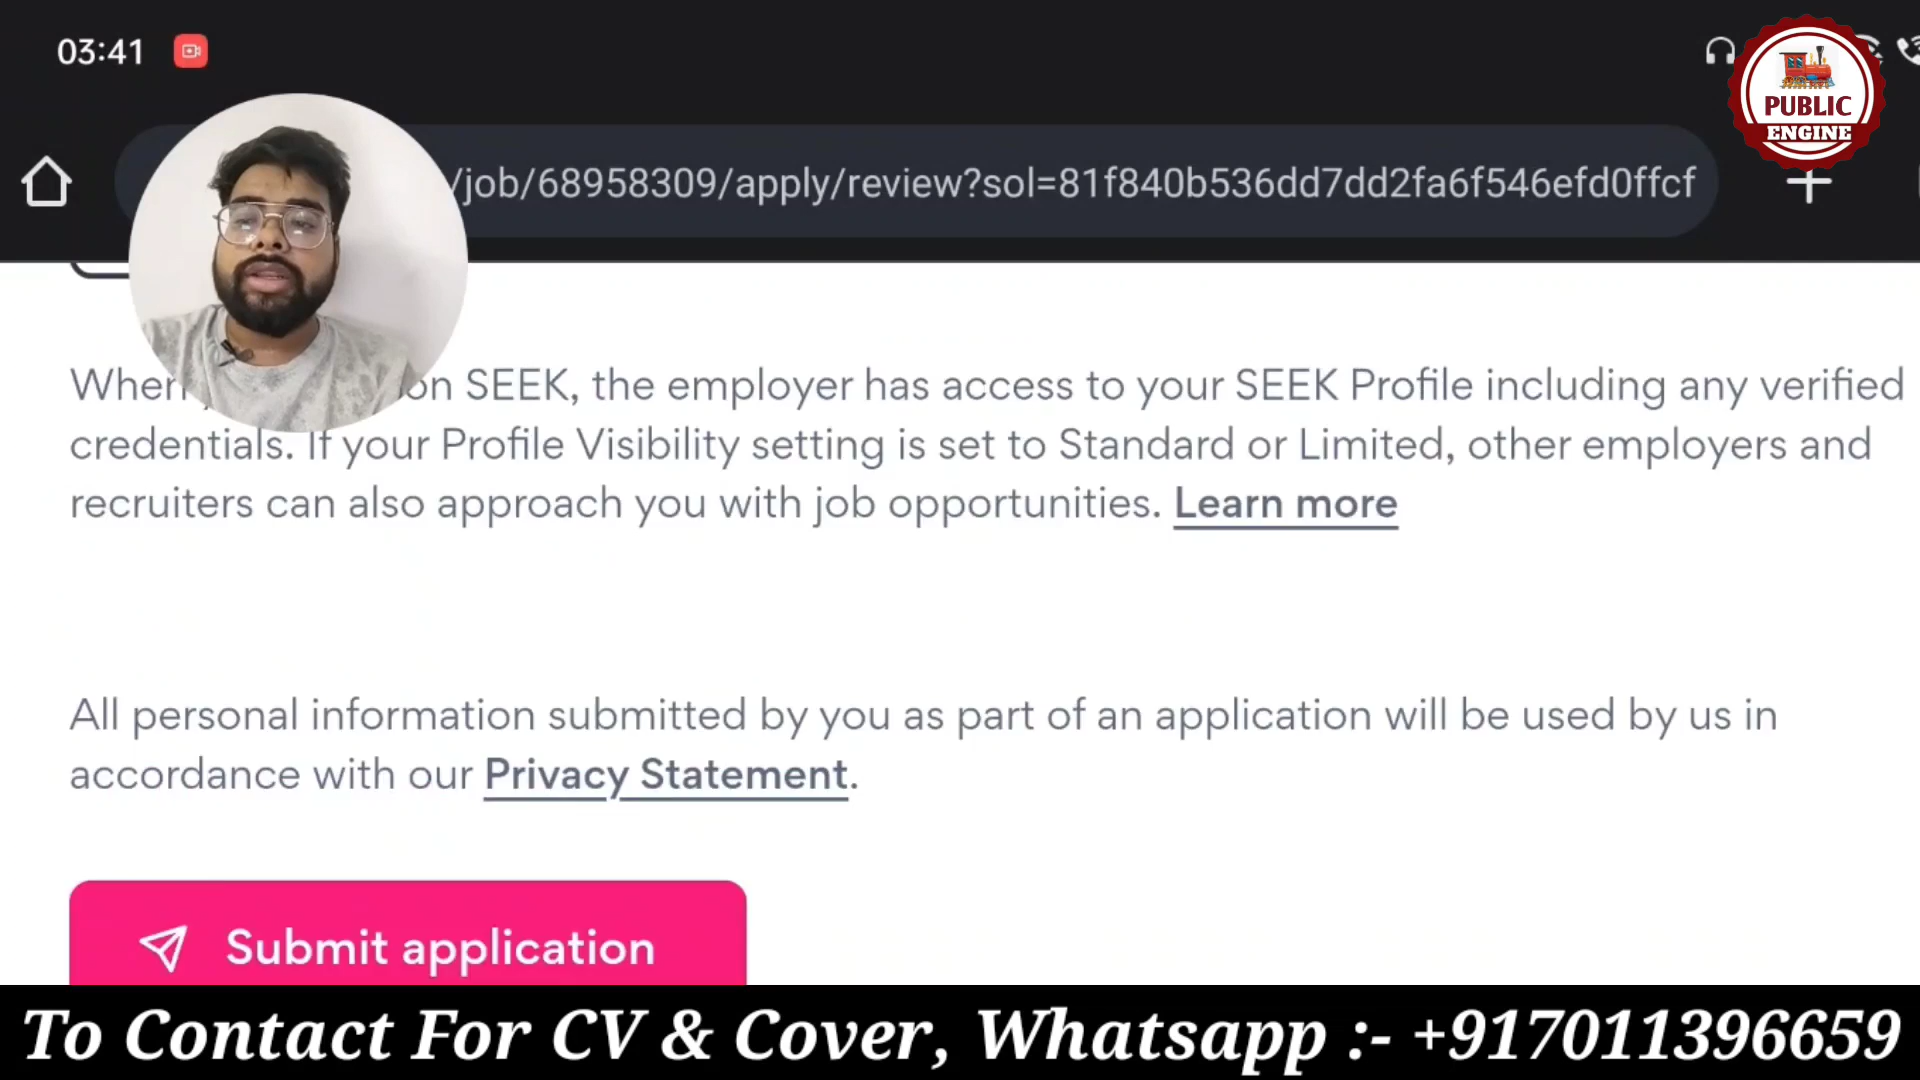 03:41
PUBLIC
ENGINE
/job/68958309/apply/review?sol=81f840b536dd7dd2fa6f546efd0ffcf
on SEEK, the employer has access to your SEEK Profile including any verified
credentials. If your Profile Visibility setting is set to Standard or Limited, other employers and
recruiters can also approach you with job opportunities. Learn more
All personal information submitted by you as part of an application will be used by us in
accordance with our Privacy Statement.
Submit application
To Contact For CV & Cover, Whatsapp :- +917011396659